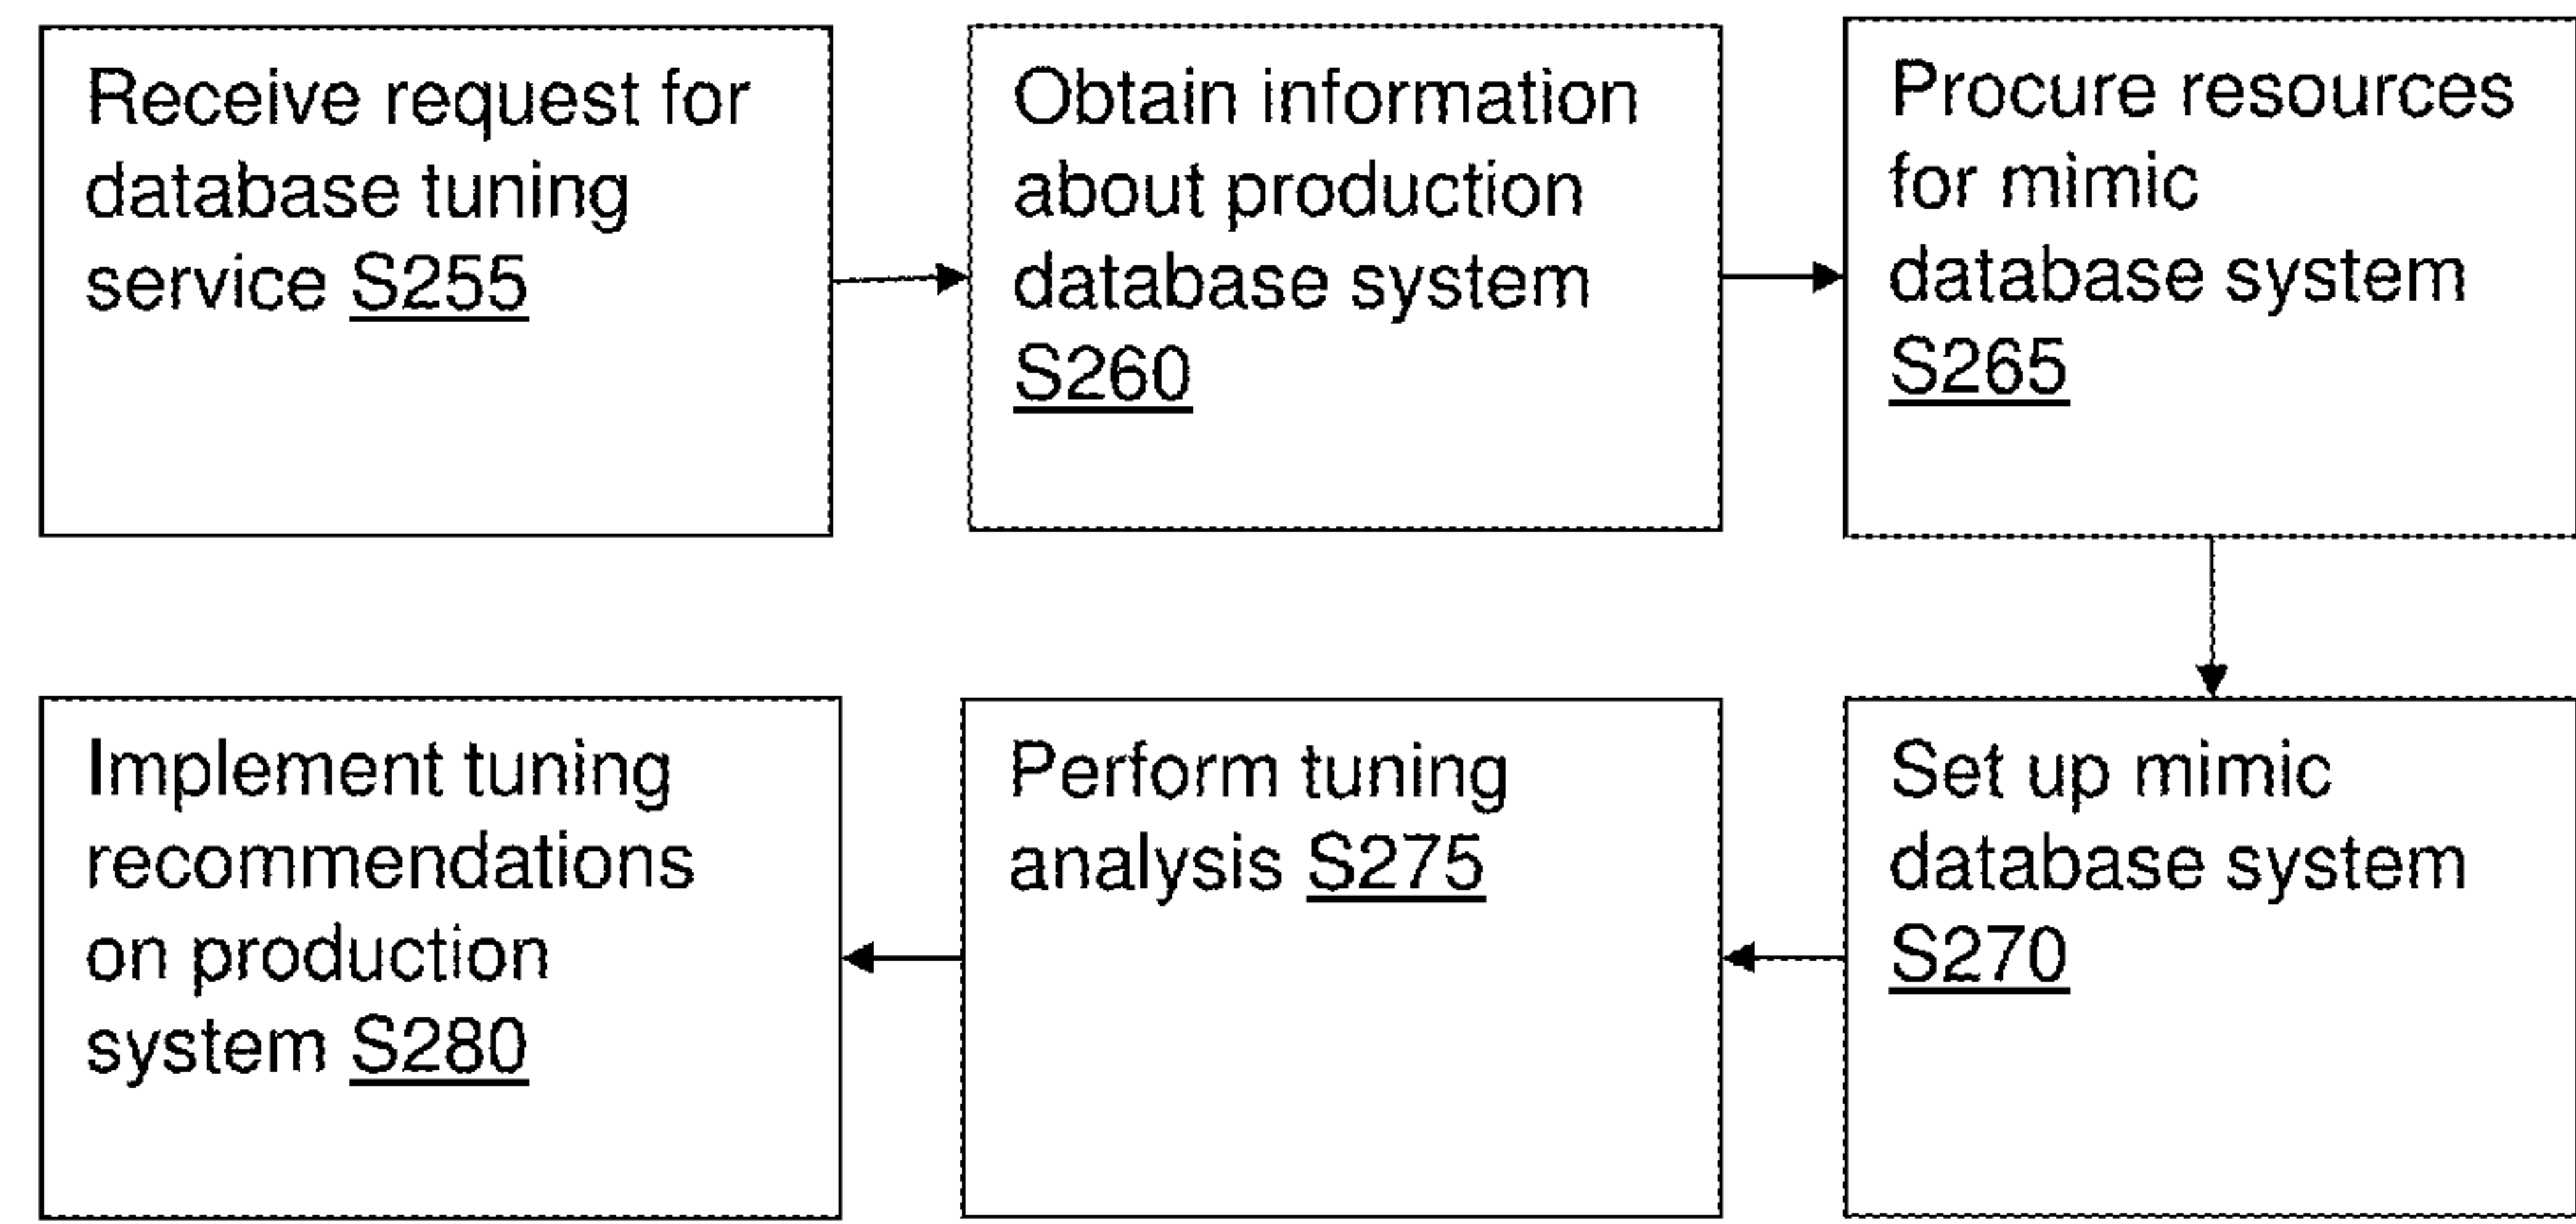 Receive request for
database tuning
service S255
Obtain information
about production
database system
S260
Procure resources
for mimic
database system
S265
Set up mimic
database system
S270
Perform tuning
analysis S275
Implement tuning
recommendations
on production
system S280